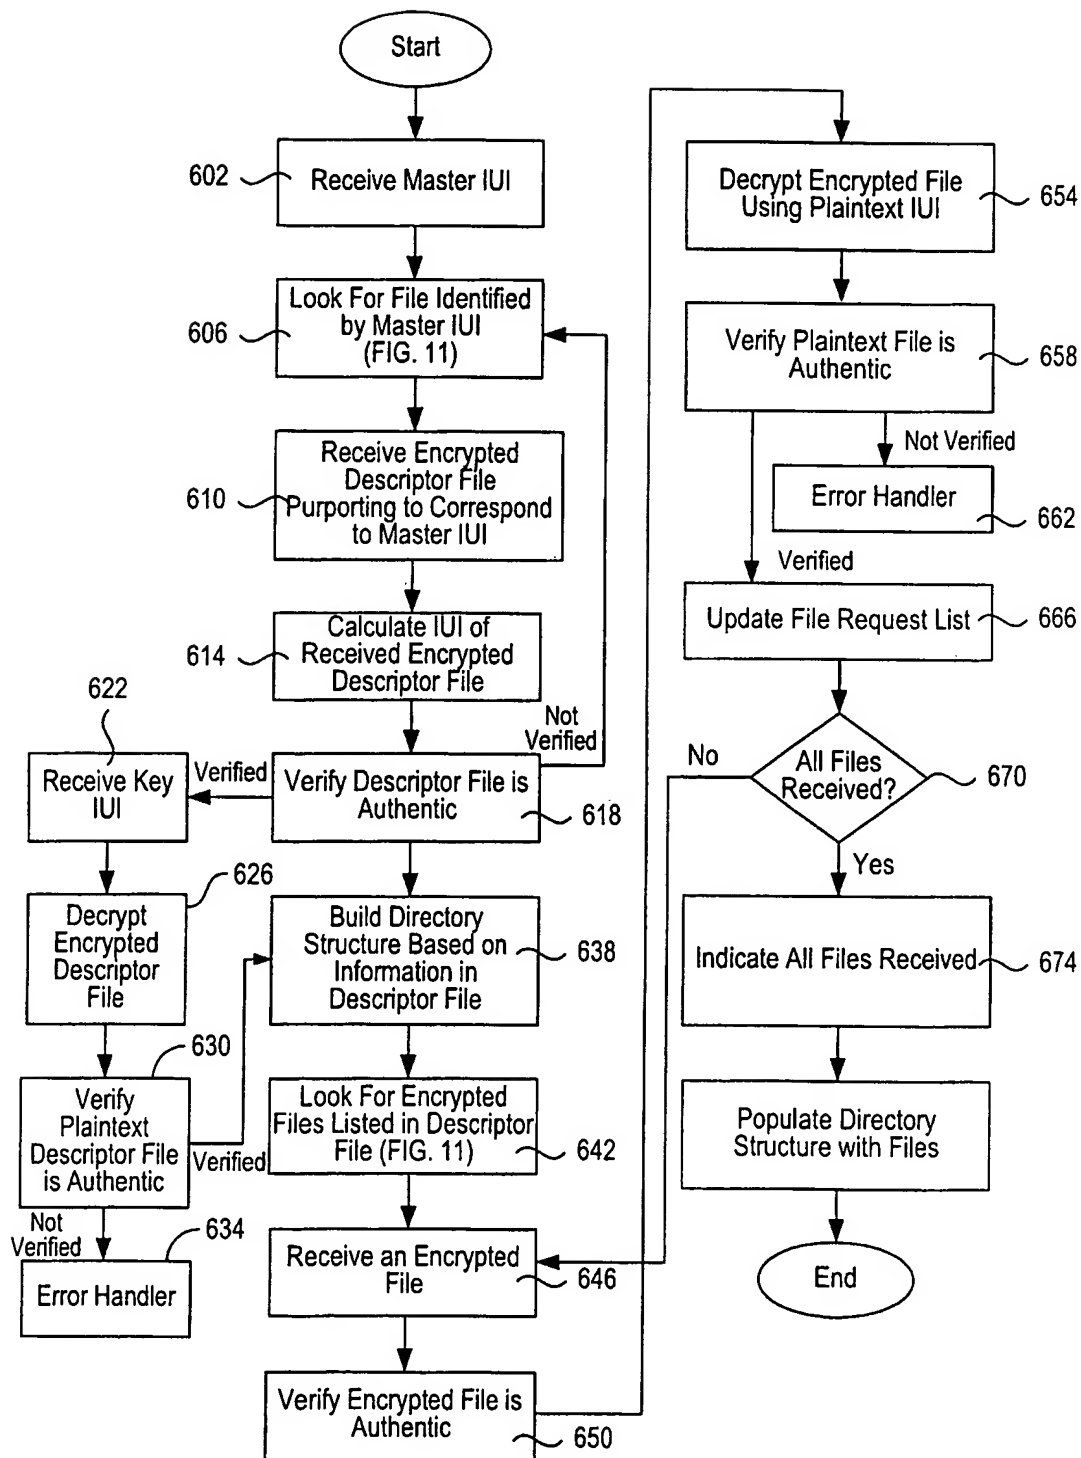 Start
602
Receive Master IUI
606
Look For File Identified
by Master IUI
(FIG. 11)
610
Receive Encrypted
Descriptor File
Purporting to Correspond
to Master IUI
614
Calculate IUI of
Received Encrypted
Descriptor File
622
Not
Verified
Receive Key
IUI
Verified
Verify Descriptor File is
Authentic
618
626
Decrypt
Encrypted
Descriptor
File
Build Directory
Structure Based on
Information in
Descriptor File
638
630
Verify
Plaintext
Descriptor File
is Authentic
Verified
Look For Encrypted
Files Listed in Descriptor
File (FIG. 11)
642
Not
Verified
634
Error Handler
Receive an Encrypted
File
646
Verify Encrypted File is
Authentic
650
Decrypt Encrypted File
Using Plaintext IUI
654
Verify Plaintext File is
Authentic
658
Not Verified
Error Handler
662
Verified
Update File Request List
666
No
All Files
Received?
670
Yes
Indicate All Files Received
674
Populate Directory
Structure with Files
End